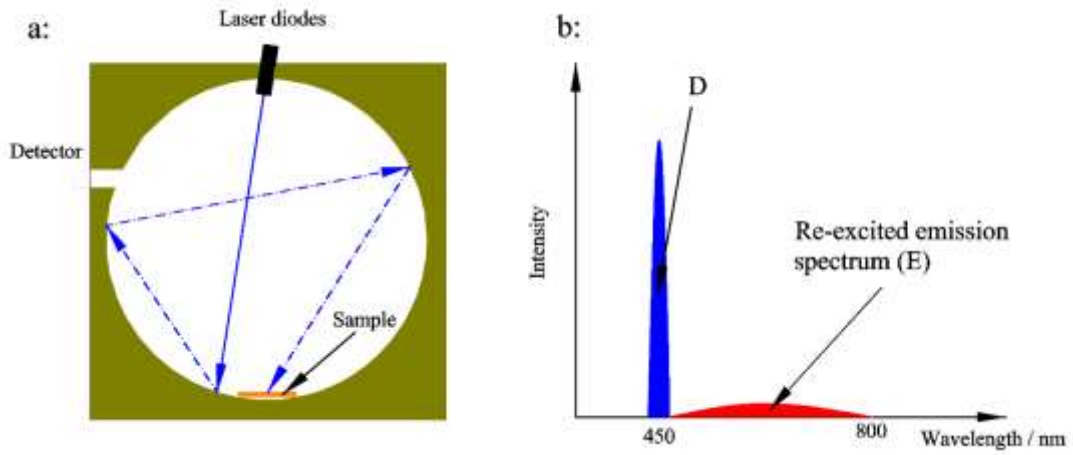 a:
Laser diodes
Detector
Sample
b:
D
Intensity
Re-excited emission
spectrum (E)
450
800
Wavelength / nm